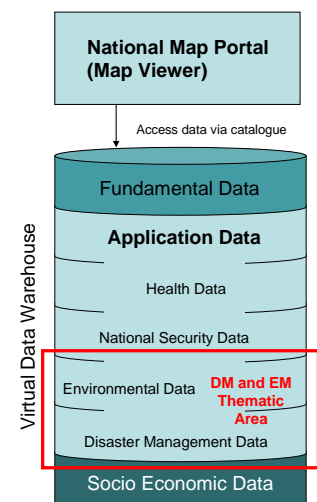 National Map Portal
(Map Viewer)
Access data via catalogue
Fundamental Data
Application Data
Health Data
National Security Data
Environmental Data
DM and EM
Thematic
Area
Disaster Management Data
Socio Economic Data
Virtual Data Warehouse